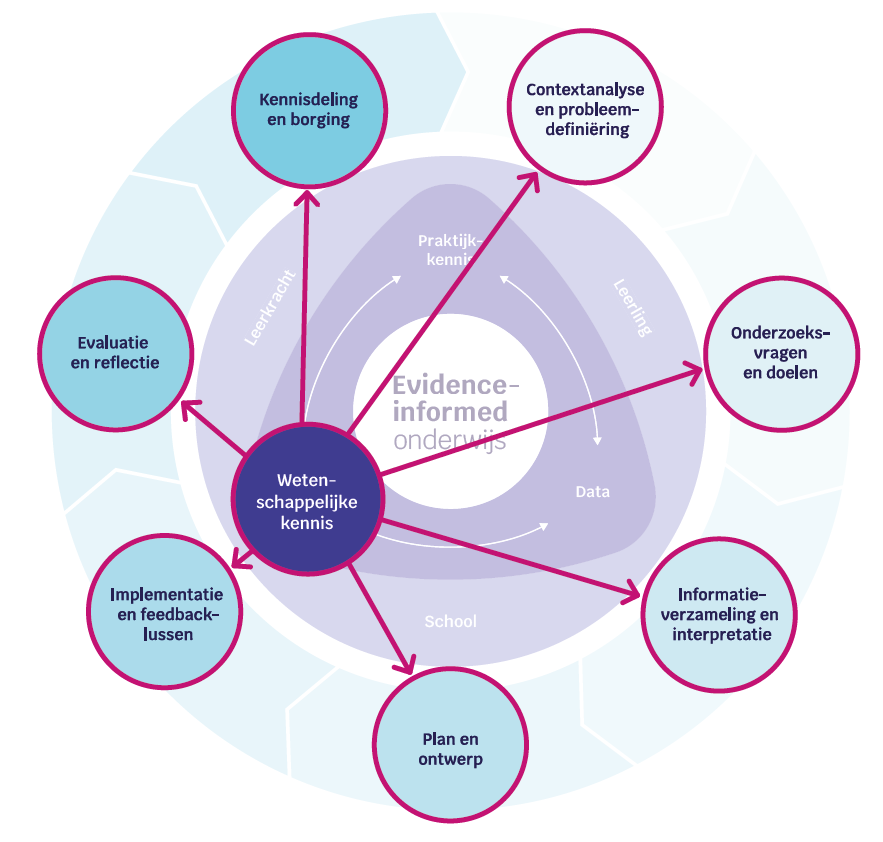 Kennisdeling
en borging
Contextanalyse
en probleem-
definiëring
Praktijk-
kennis
Leerkracht
Leerling
Evaluatie
en reflectie
Onderzoeks-
vragen
en doelen
Evidence-
informed
onderwijs
Weten-
schappelijke
kennis
Data
Implementatie
en feedback-
lussen
Informatie-
verzameling en
interpretatie
School
Plan en
ontwerp